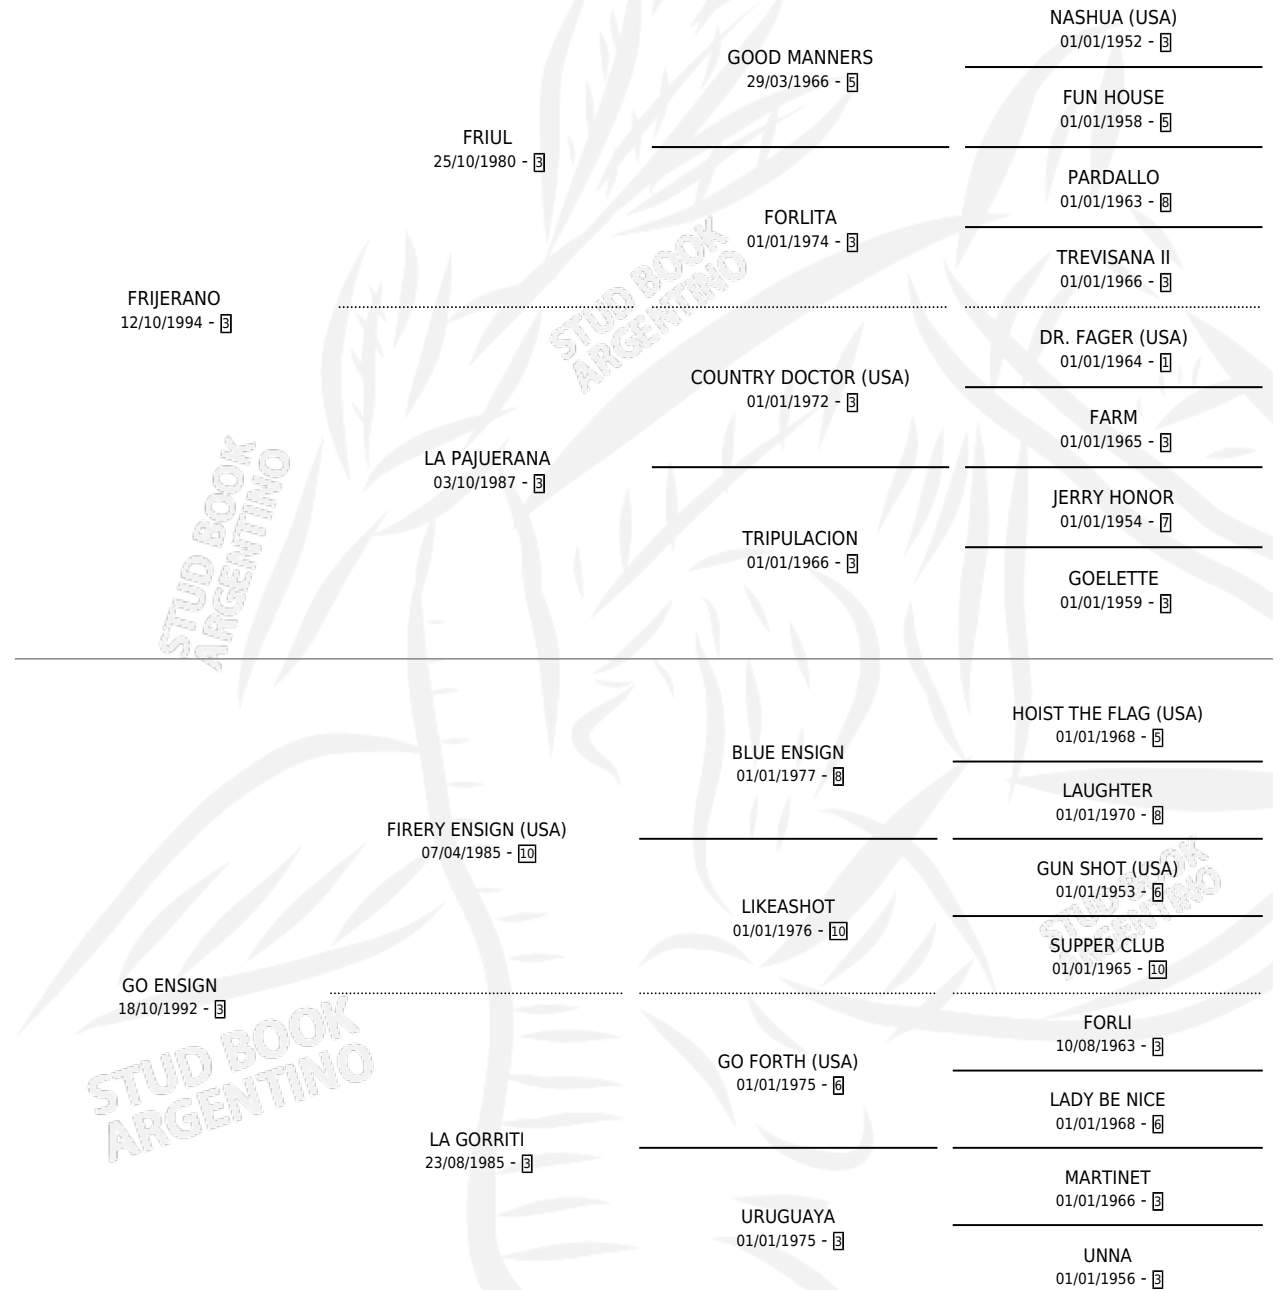 NASHUA (USA)
01/01/1952 - 3
GOOD MANNERS
29/03/1966 - 5
FUN HOUSE
01/01/1958 - 5
FRIUL
25/10/1980 - 3
PARDALLO
01/01/1963 - 8
FORLITA
01/01/1974 - 3
TREVISANA II
01/01/1966 - 3
FRIJERANO
12/10/1994 - 3
DR. FAGER (USA)
01/01/1964 - 1
COUNTRY DOCTOR (USA)
01/01/1972 - 3
FARM
01/01/1965 - 3
LA PAJUERANA
03/10/1987 - 3
JERRY HONOR
01/01/1954 - 7
TRIPULACION
01/01/1966 - 3
GOELETTE
01/01/1959 - 3
STUD BOOK
ARGENTINO
STUD BOOK
ARGENTINO
HOIST THE FLAG (USA)
01/01/1968 - 5
BLUE ENSIGN
01/01/1977 - 8
LAUGHTER
01/01/1970 - 8
FIRERY ENSIGN (USA)
07/04/1985 - 10
GUN SHOT (USA)
01/01/1953 - 6
LIKEASHOT
01/01/1976 - 10
SUPPER CLUB
01/01/1965 - 10
STUD BOOK
ARGENTINO
GO ENSIGN
18/10/1992 - 3
FORLI
10/08/1963 - 3
GO FORTH (USA)
01/01/1975 - 6
LADY BE NICE
01/01/1968 - 6
LA GORRITI
23/08/1985 - 3
MARTINET
01/01/1966 - 3
URUGUAYA
01/01/1975 - 3
UNNA
01/01/1956 - 3
STUD BOOK
ARGENTINO